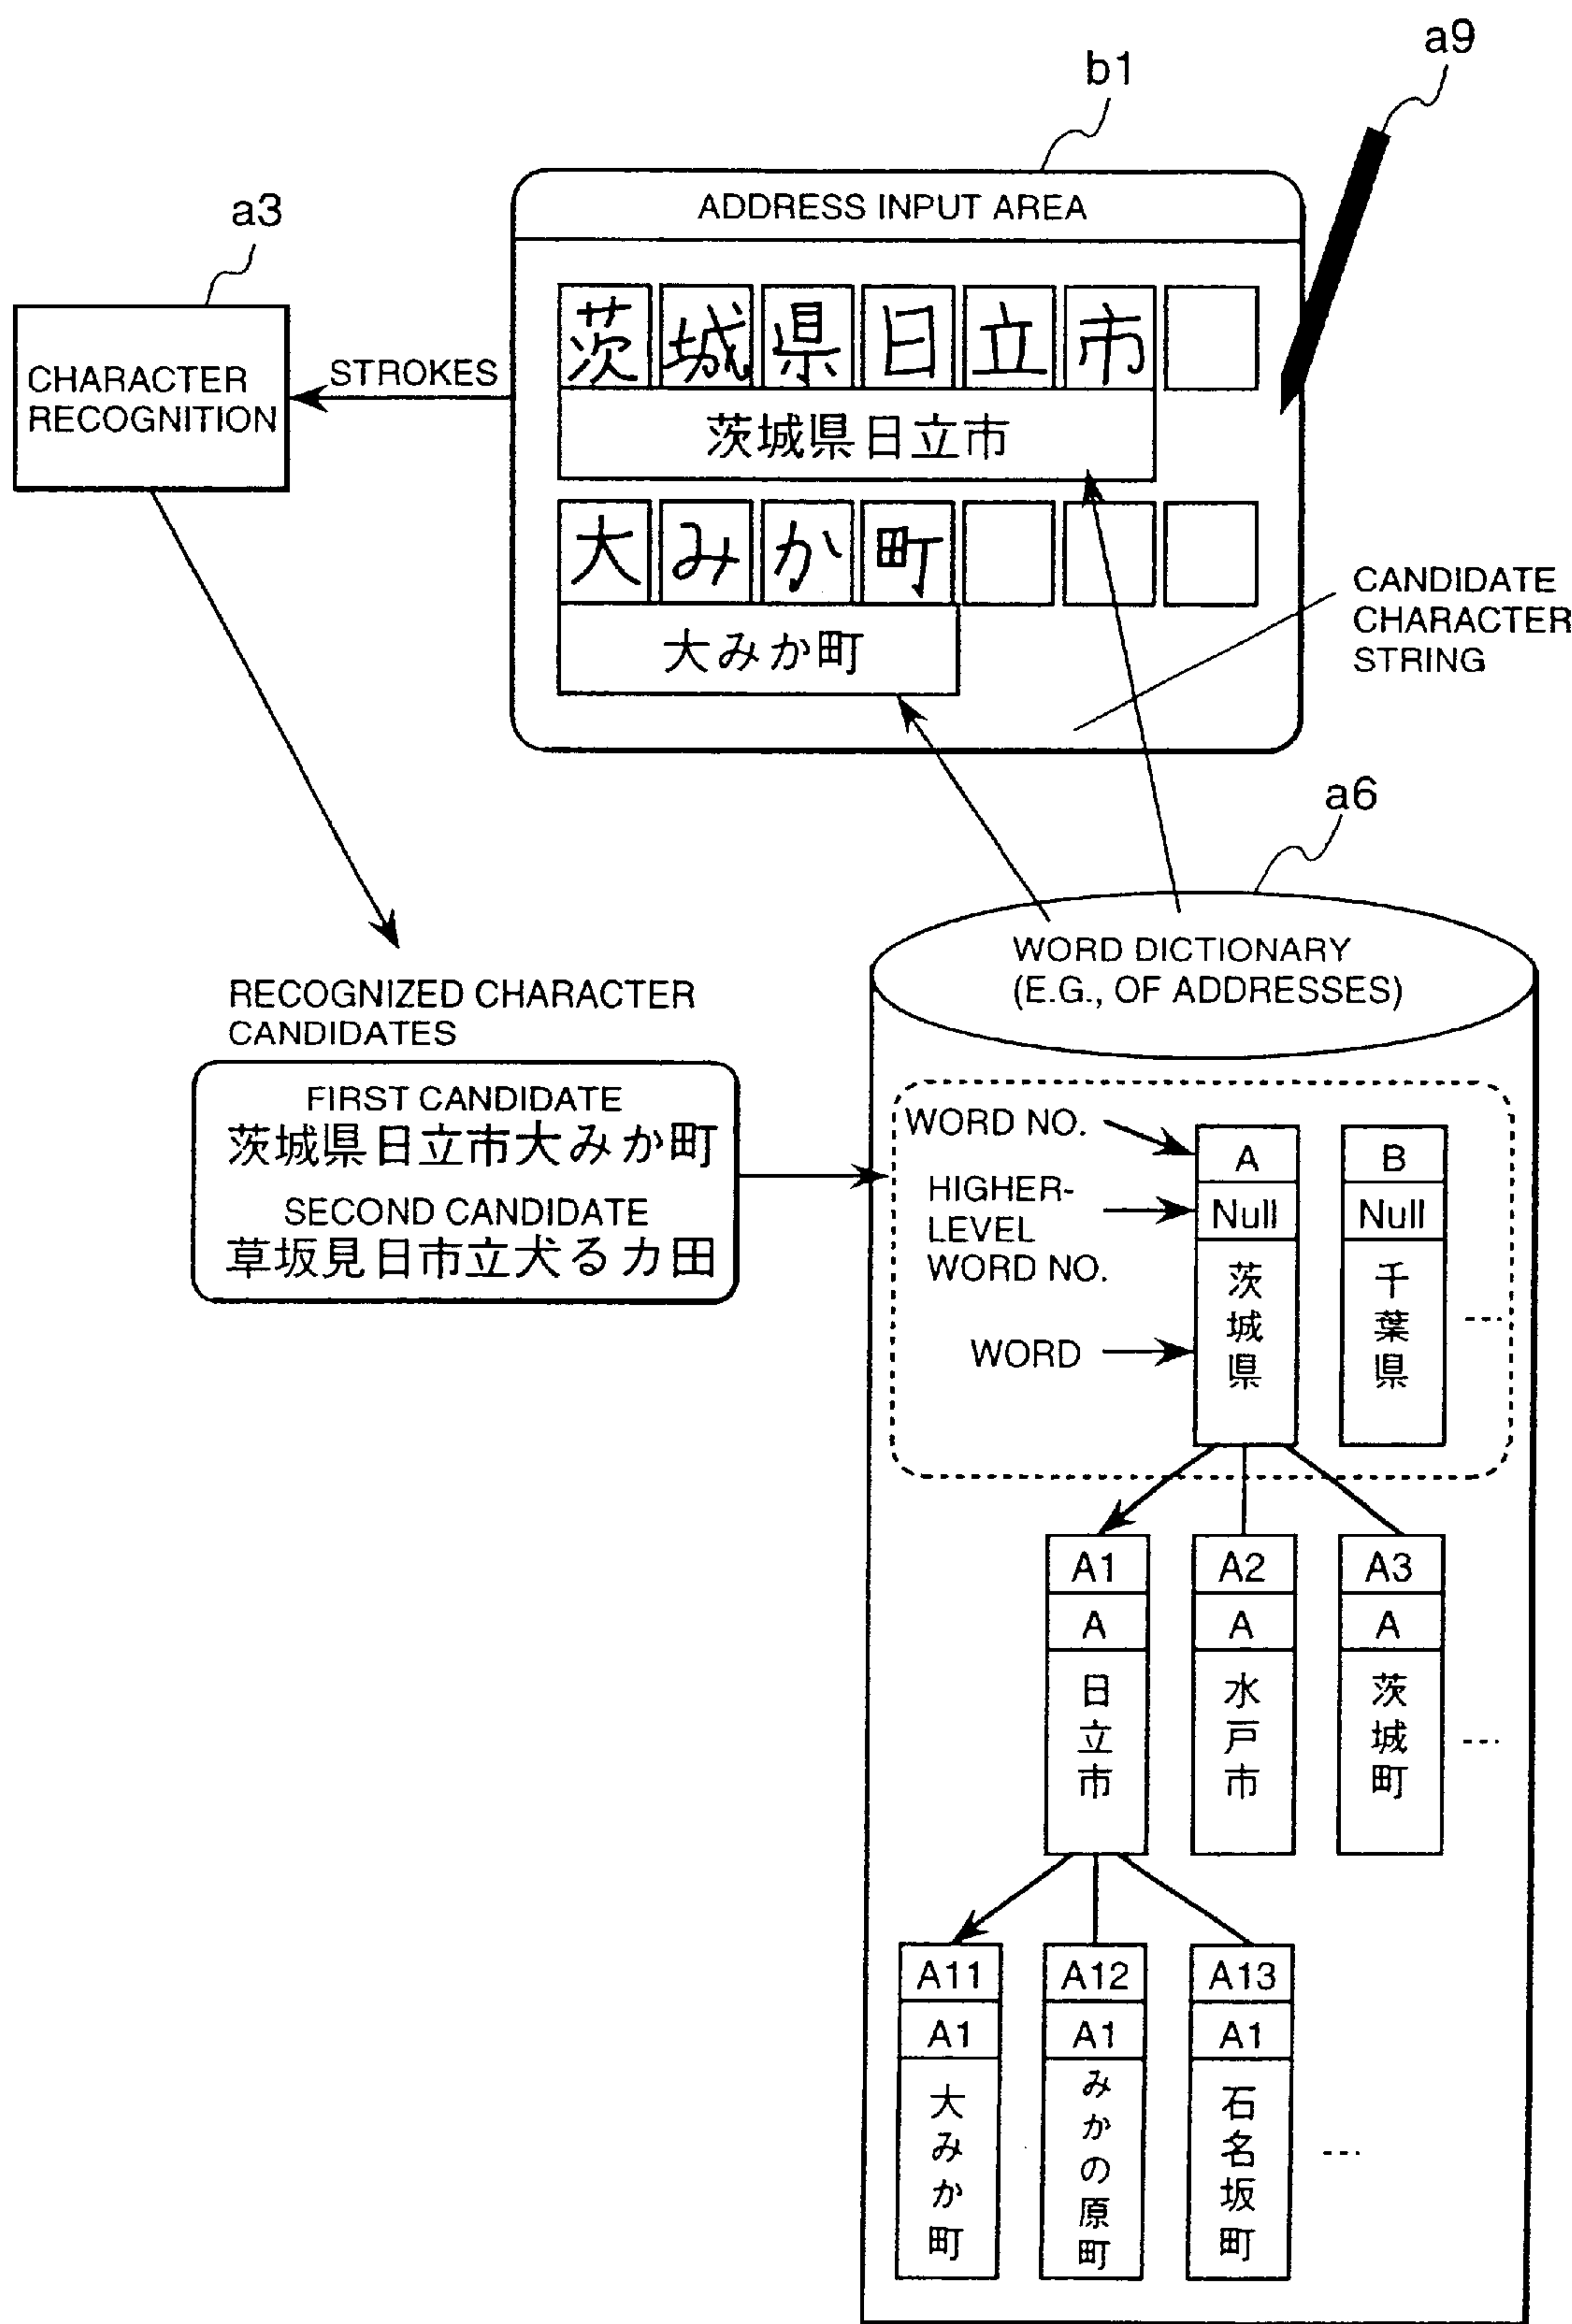 a9
b1
a3
ADDRESS INPUT AREA
茨城県日立市
CHARACTER
RECOGNITION
STROKES
茨城県日立市
大みか町
大みか町
CANDIDATE
CHARACTER
STRING
a6
WORD DICTIONARY
(E.G., OF ADDRESSES)
RECOGNIZED CHARACTER
CANDIDATES
FIRST CANDIDATE
茨城県日立市大みか町
SECOND CANDIDATE
草坂見日市立犬るカ田
WORD NO.
HIGHER-
LEVEL
WORD NO.
WORD
A
Null
茨城県
B
Null
千葉県
---
A1
A
日立市
A2
A
水戸市
A3
A
茨城町
---
A11
A1
大みか町
A12
A1
みかの原町
A13
A1
石名坂町
---